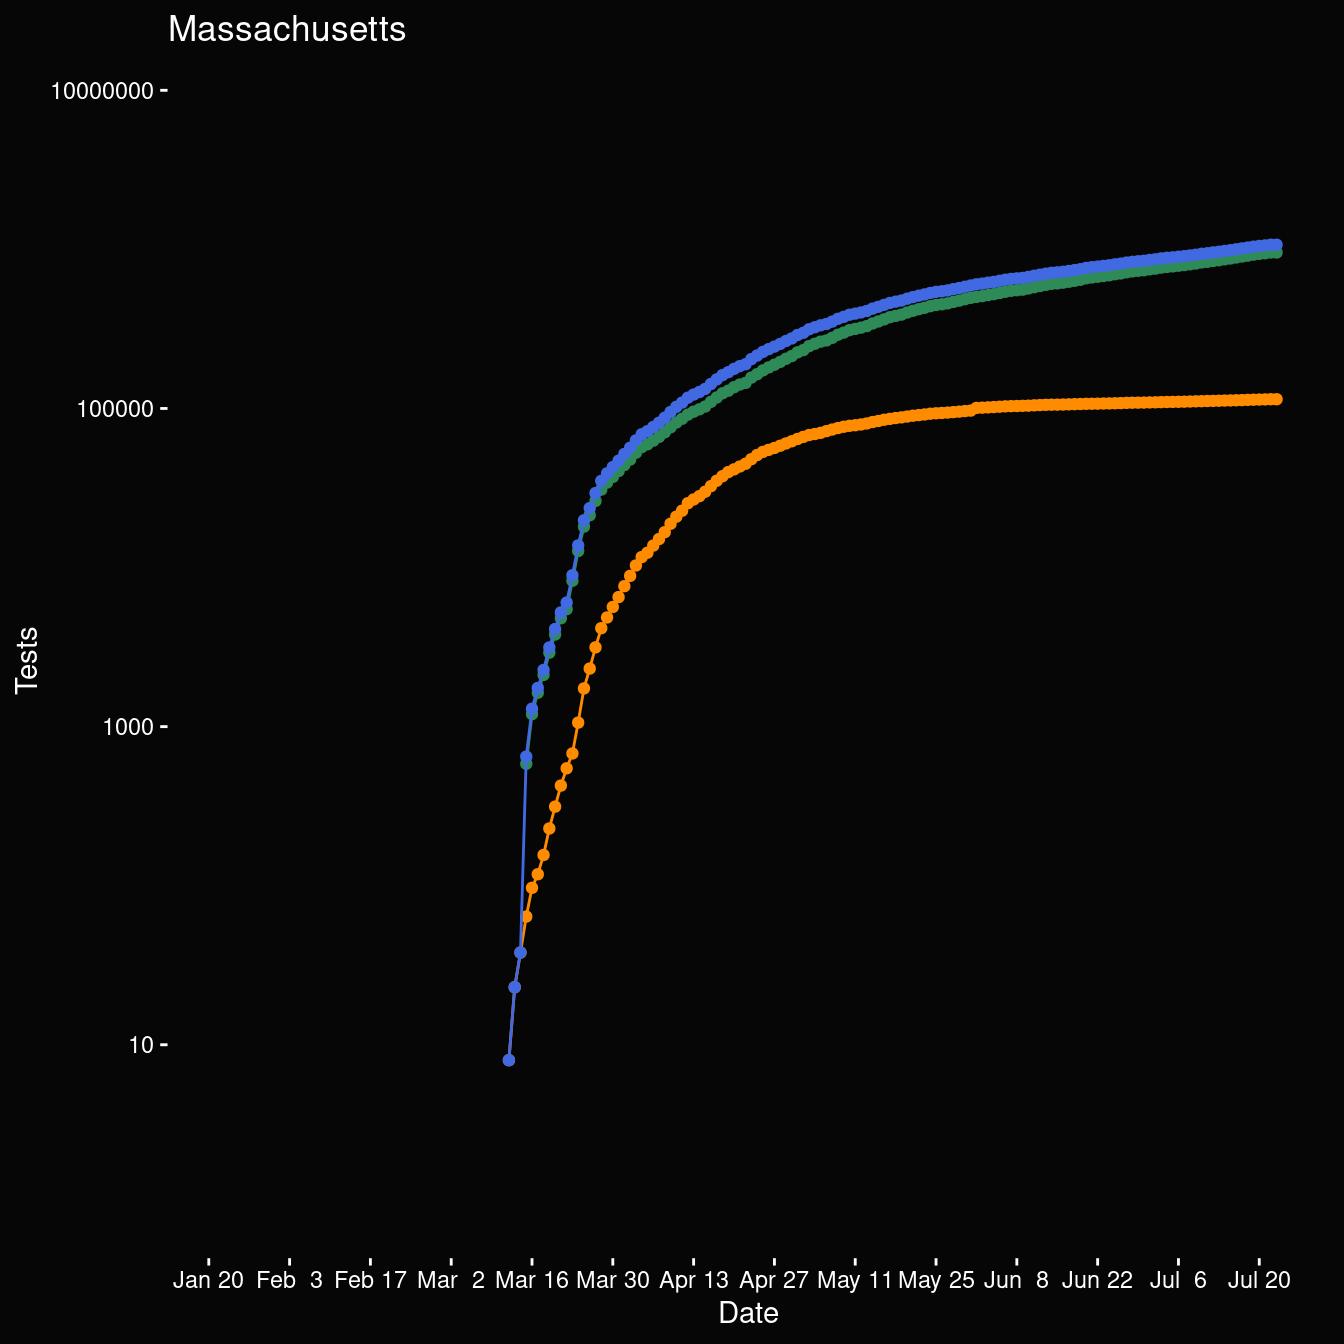 Massachusetts
10000000
100000
1000
10
Tests
Jan 20 Feb 3 Feb 17 Mar 2 Mar 16 Mar 30 Apr 13 Apr 27 May 11 May 25 Jun 8 Jun 22 Jul 6 Jul 20
Date